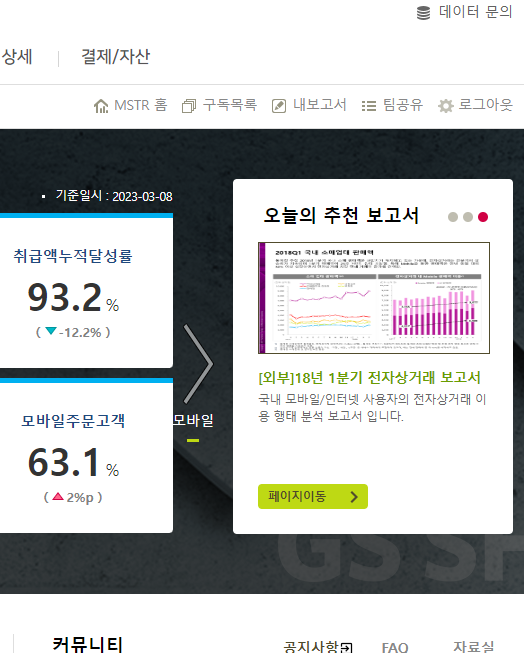 데이터 문의
상세
결제/자산
MSTR 홈
구독목록
내보고서
팀공유
로그아웃
기준일시 : 2023-03-08
취급액누적달성률
93.2 %
( ▼ -12.2% )
모바일주문고객
63.1 %
( ▲ 2%p )
모바일
오늘의 추천 보고서
2018Q1 국내 소매업태 판매액
[외부]18년 1분기 전자상거래 보고서
국내 모바일/인터넷 사용자의 전자상거래 이
용 행태 분석 보고서 입니다.
페이지이동
GS SH
커뮤니티
공지사항
FAQ
자료실